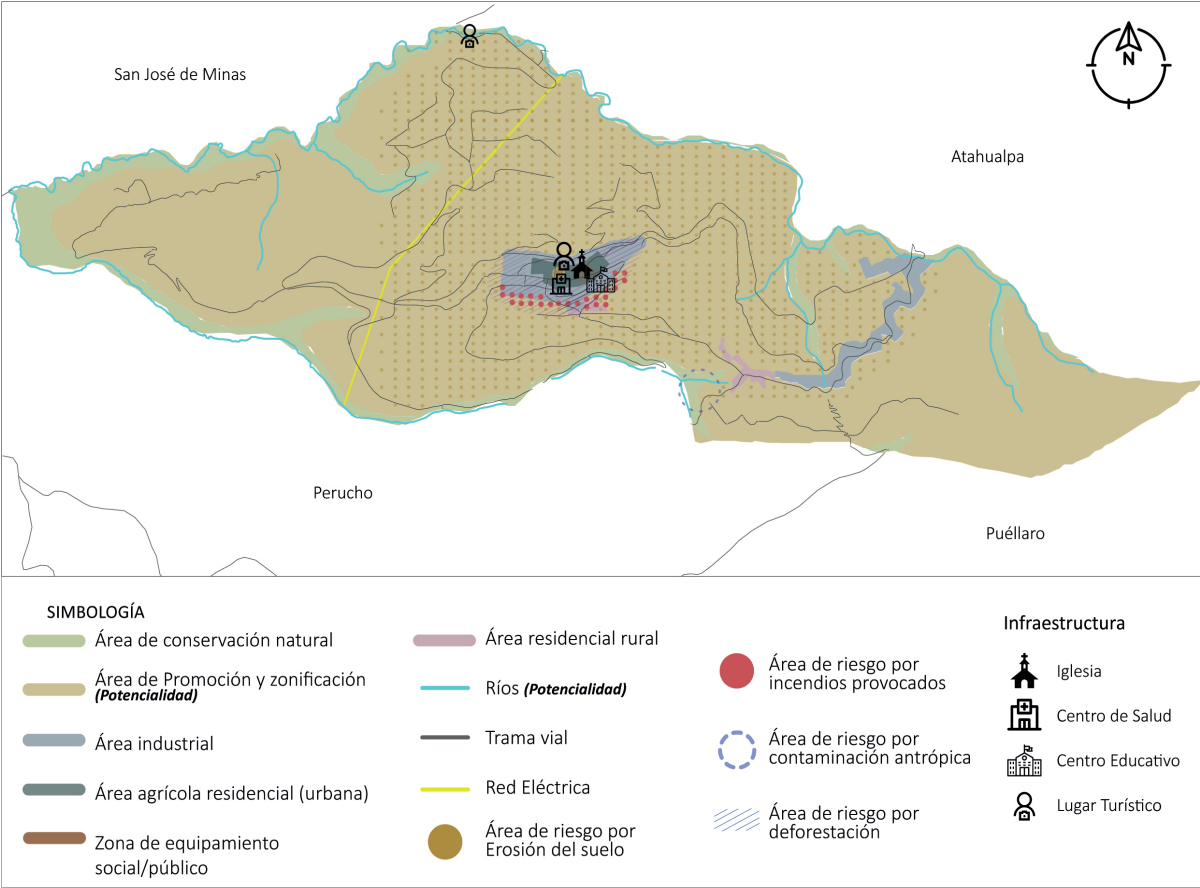 San José de Minas
N
Atahualpa
Perucho
Puéllaro
SIMBOLOGÍA
Área de conservación natural
Área de Promoción y zonificación
(Potencialidad)
Área industrial
Área agrícola residencial (urbana)
Zona de equipamiento
social/público
Área residencial rural
Ríos (Potencialidad)
Trama vial
Red Eléctrica
Área de riesgo por
Erosión del suelo
Área de riesgo por
incendios provocados
Área de riesgo por
contaminación antrópica
Área de riesgo por
deforestación
Infraestructura
Iglesia
Centro de Salud
Centro Educativo
Lugar Turístico